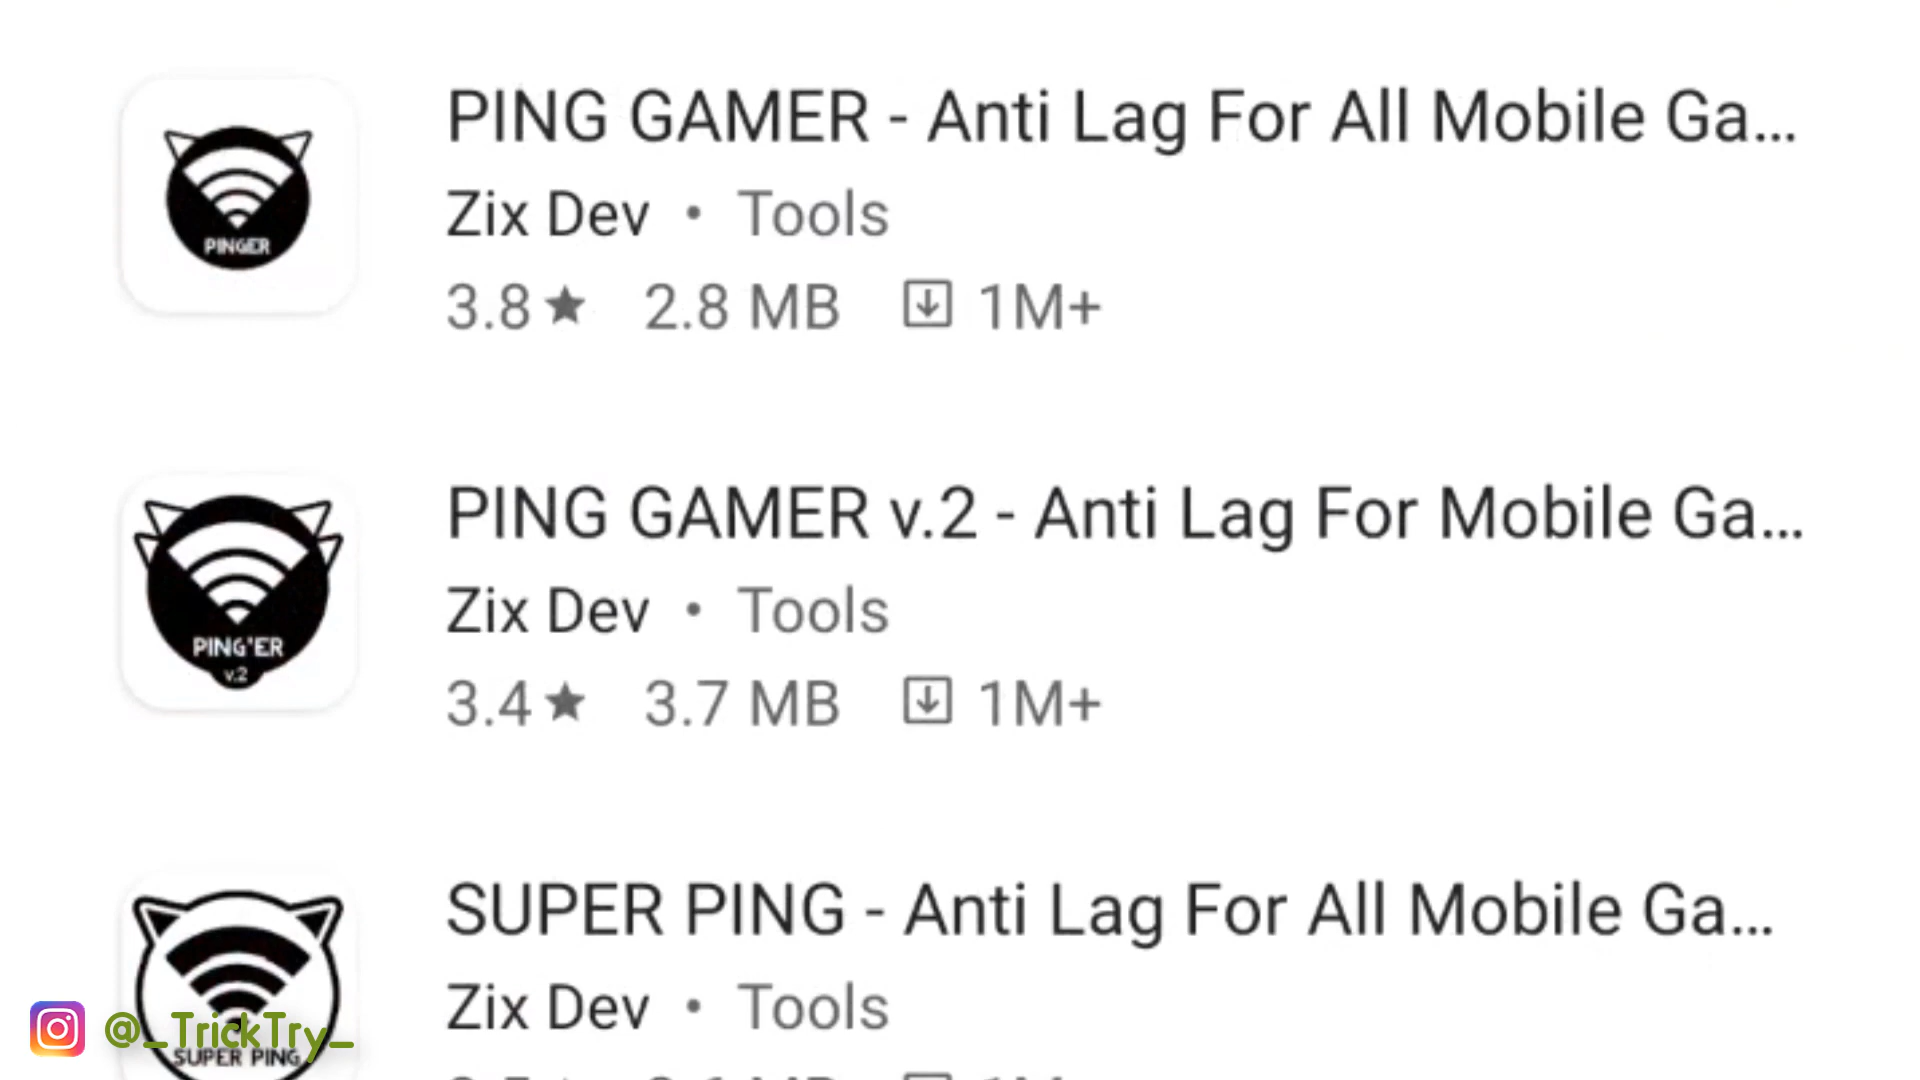 PING GAMER - Anti Lag For All Mobile Ga...
Zix Dev • Tools
PINGER
3.8★ 2.8 MB 1M+
PING GAMER v.2 - Anti Lag For Mobile Ga...
Zix Dev • Tools
PING'ER
v.2
3.4★ 3.7 MB 1M+
SUPER PING - Anti Lag For All Mobile Ga...
Zix Dev • Tools
@_TrickTry_
SUPER PING